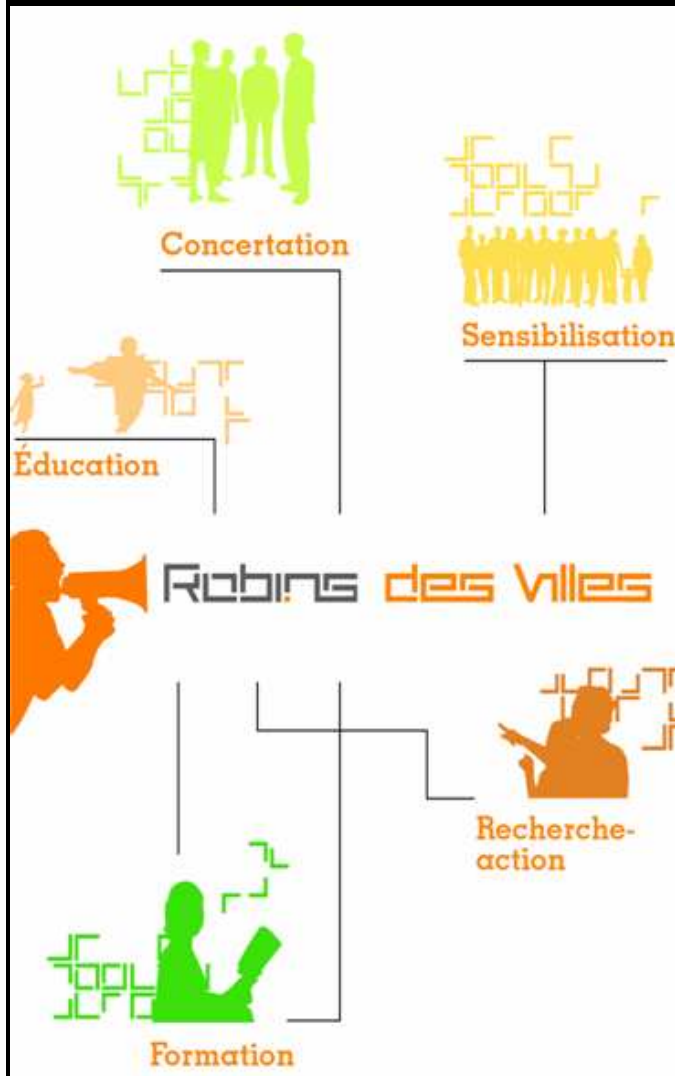 Concertation
Sensibilisation
Éducation
Robins des Villes
Recherche-
action
Formation